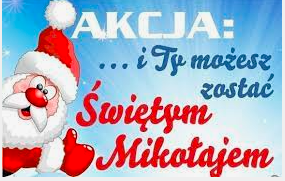 AKCJA:
... i Ty możesz
zostać
Świętym
Mikołajem